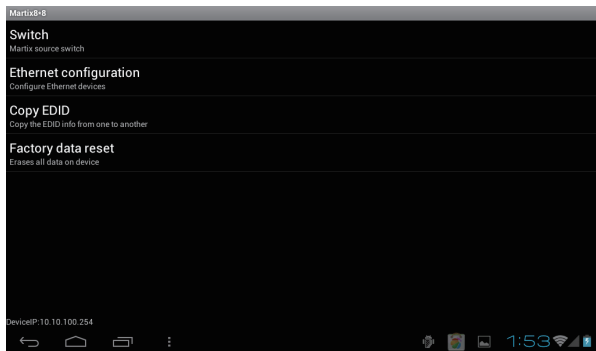 Martix8*8
Switch
Martix source switch
Ethernet configuration
Configure Ethernet devices
Copy EDID
Copy the EDID info from one to another
Factory data reset
Erases all data on device
DeviceIP:10.10.100.254
1:53